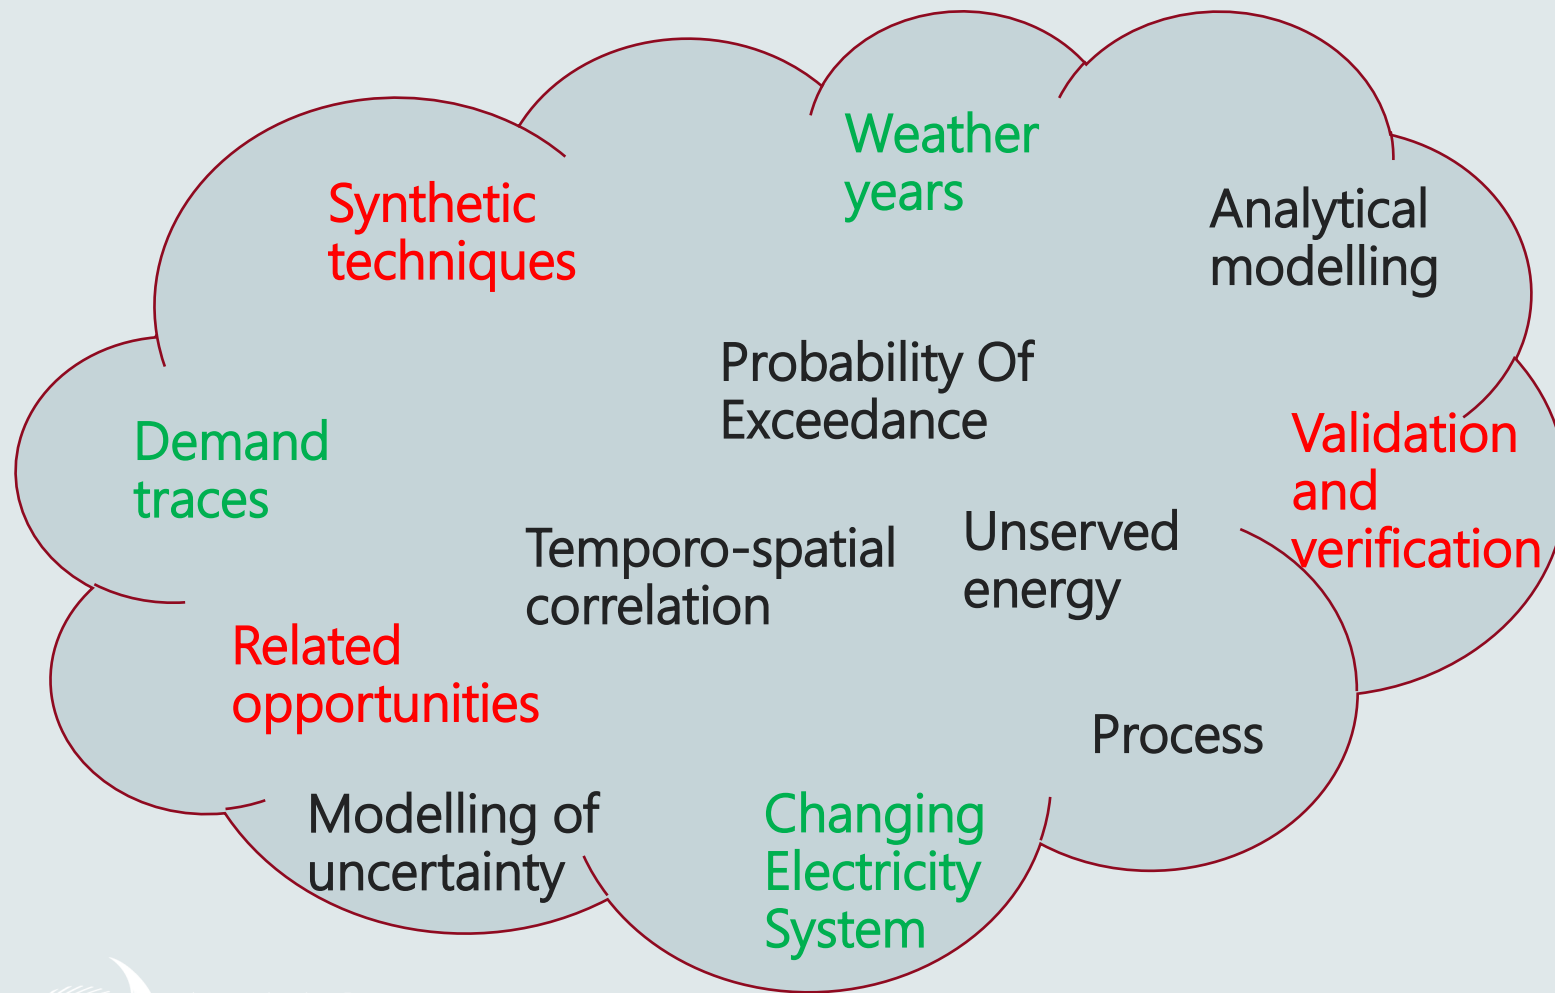 Weather
years
Synthetic
techniques
Analytical
modelling
Probability Of
Exceedance
Demand
traces
Validation
and
verification
Temporo-spatial
correlation
Unserved
energy
Related
opportunities
Process
Modelling of
uncertainty
Changing
Electricity
System